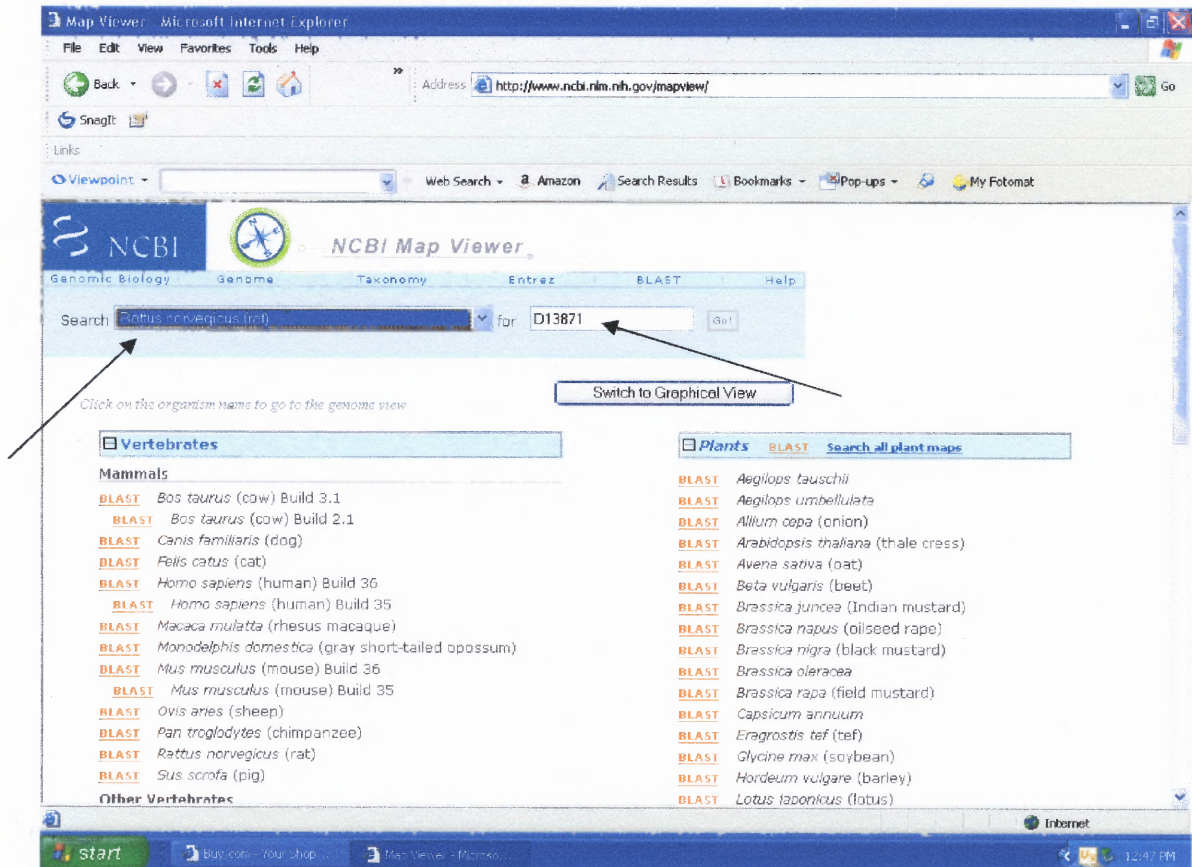 Map Viewer - Microsoft Internet Explorer
File Edit View Favorites Tools Help
Back » Address http://www.ncbi.nlm.nih.gov/mapview/ Go
SnagIt
Links
Viewpoint Web Search a Amazon Search Results Bookmarks Pop-ups My Fotomat
NCBI NCBI Map Viewer
Genomic Biology Genome Taxonomy Entrez BLAST Help
Search Rattus norvegicus (rat) for D13871 Go!
Switch to Graphical View
Click on the organism name to go to the genome view
Vertebrates
Mammals
BLAST Bos taurus (cow) Build 3.1
BLAST Bos taurus (cow) Build 2.1
BLAST Canis familiaris (dog)
BLAST Felis catus (cat)
BLAST Homo sapiens (human) Build 36
BLAST Homo sapiens (human) Build 35
BLAST Macaca mulatta (rhesus macaque)
BLAST Monodelphis domestica (gray short-tailed opossum)
BLAST Mus musculus (mouse) Build 36
BLAST Mus musculus (mouse) Build 35
BLAST Ovis aries (sheep)
BLAST Pan troglodytes (chimpanzee)
BLAST Rattus norvegicus (rat)
BLAST Sus scrofa (pig)
Other Vertebrates
Plants BLAST Search all plant maps
BLAST Aegilops tauschii
BLAST Aegilops umbellulata
BLAST Allium cepa (onion)
BLAST Arabidopsis thaliana (thale cress)
BLAST Avena sativa (oat)
BLAST Beta vulgaris (beet)
BLAST Brassica juncea (Indian mustard)
BLAST Brassica napus (oilseed rape)
BLAST Brassica nigra (black mustard)
BLAST Brassica oleracea
BLAST Brassica rapa (field mustard)
BLAST Capsicum annuum
BLAST Eragrostis tef (tef)
BLAST Glycine max (soybean)
BLAST Hordeum vulgare (barley)
BLAST Lotus japonicus (lotus)
Internet
start Buy.com - Your Shop ... Map Viewer - Microso... 12:47 PM